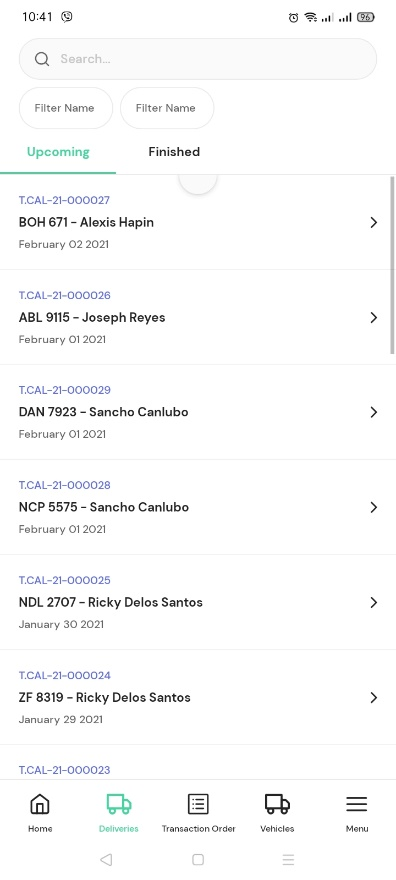 10:41
96
Search...
Filter Name Filter Name
Upcoming Finished
T.CAL-21-000027
BOH 671 - Alexis Hapin
February 02 2021
T.CAL-21-000026
ABL 9115 - Joseph Reyes
February 01 2021
T.CAL-21-000029
DAN 7923 - Sancho Canlubo
February 01 2021
T.CAL-21-000028
NCP 5575 - Sancho Canlubo
February 01 2021
T.CAL-21-000025
NDL 2707 - Ricky Delos Santos
January 30 2021
T.CAL-21-000024
ZF 8319 - Ricky Delos Santos
January 29 2021
T.CAL-21-000023
Home Deliveries Transaction Order Vehicles Menu